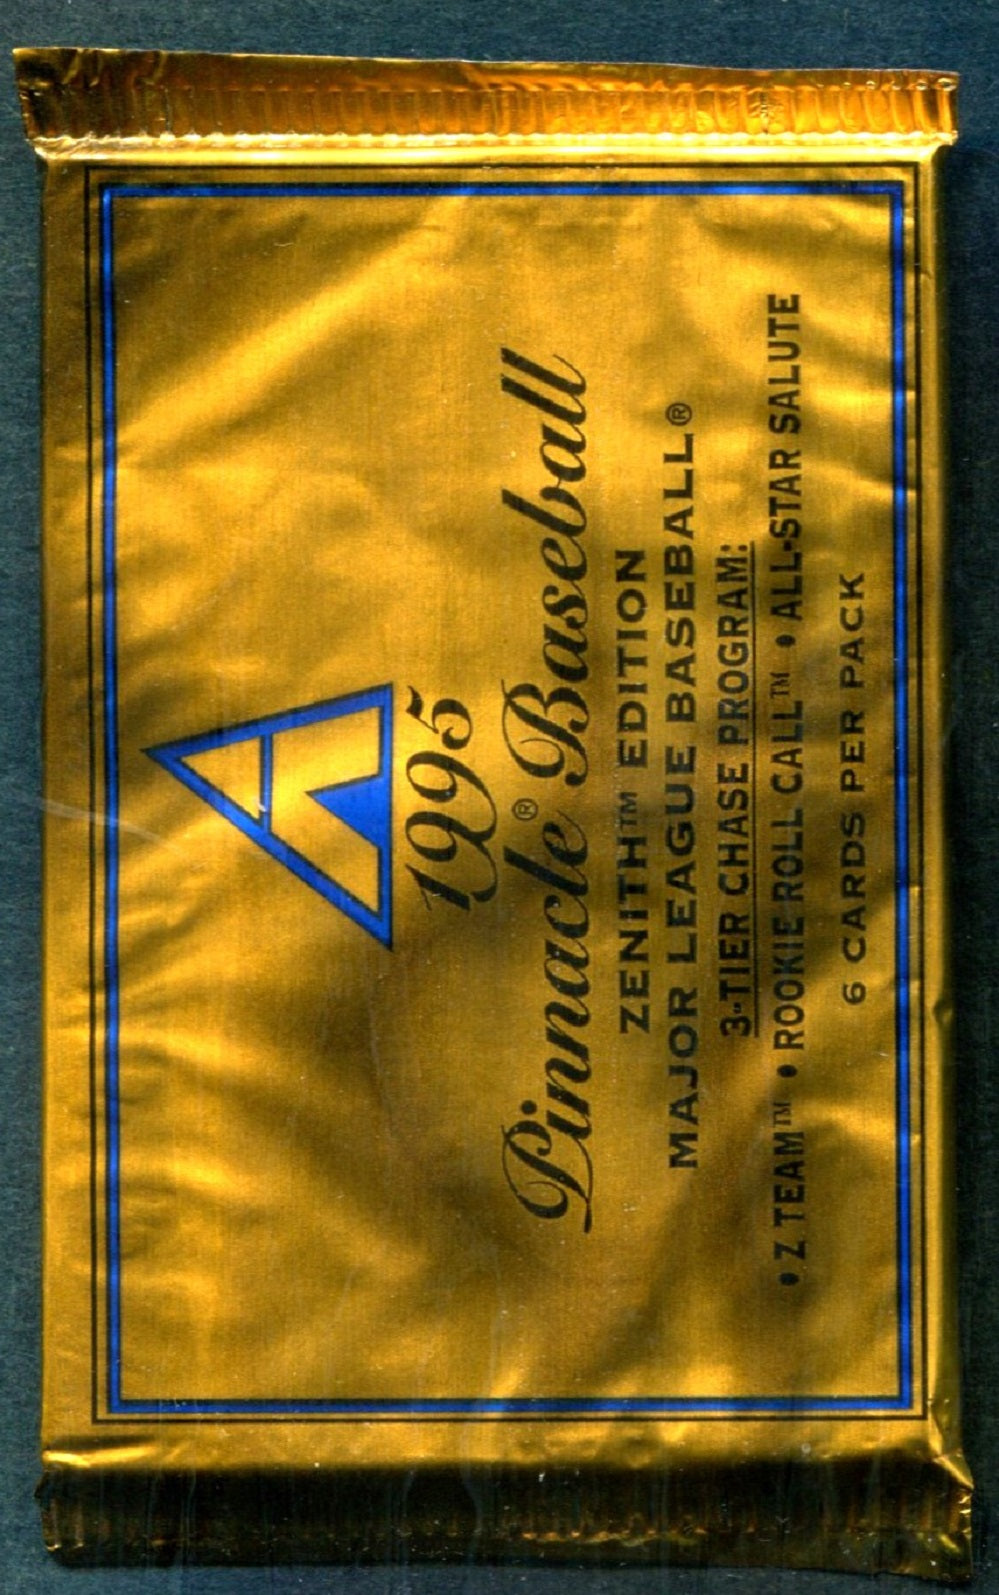 1995
Pinnacle® Baseball
ZENITH™ EDITION
MAJOR LEAGUE BASEBALL®
3-TIER CHASE PROGRAM:
• Z TEAM™ • ROOKIE ROLL CALL™ • ALL-STAR SALUTE
6 CARDS PER PACK